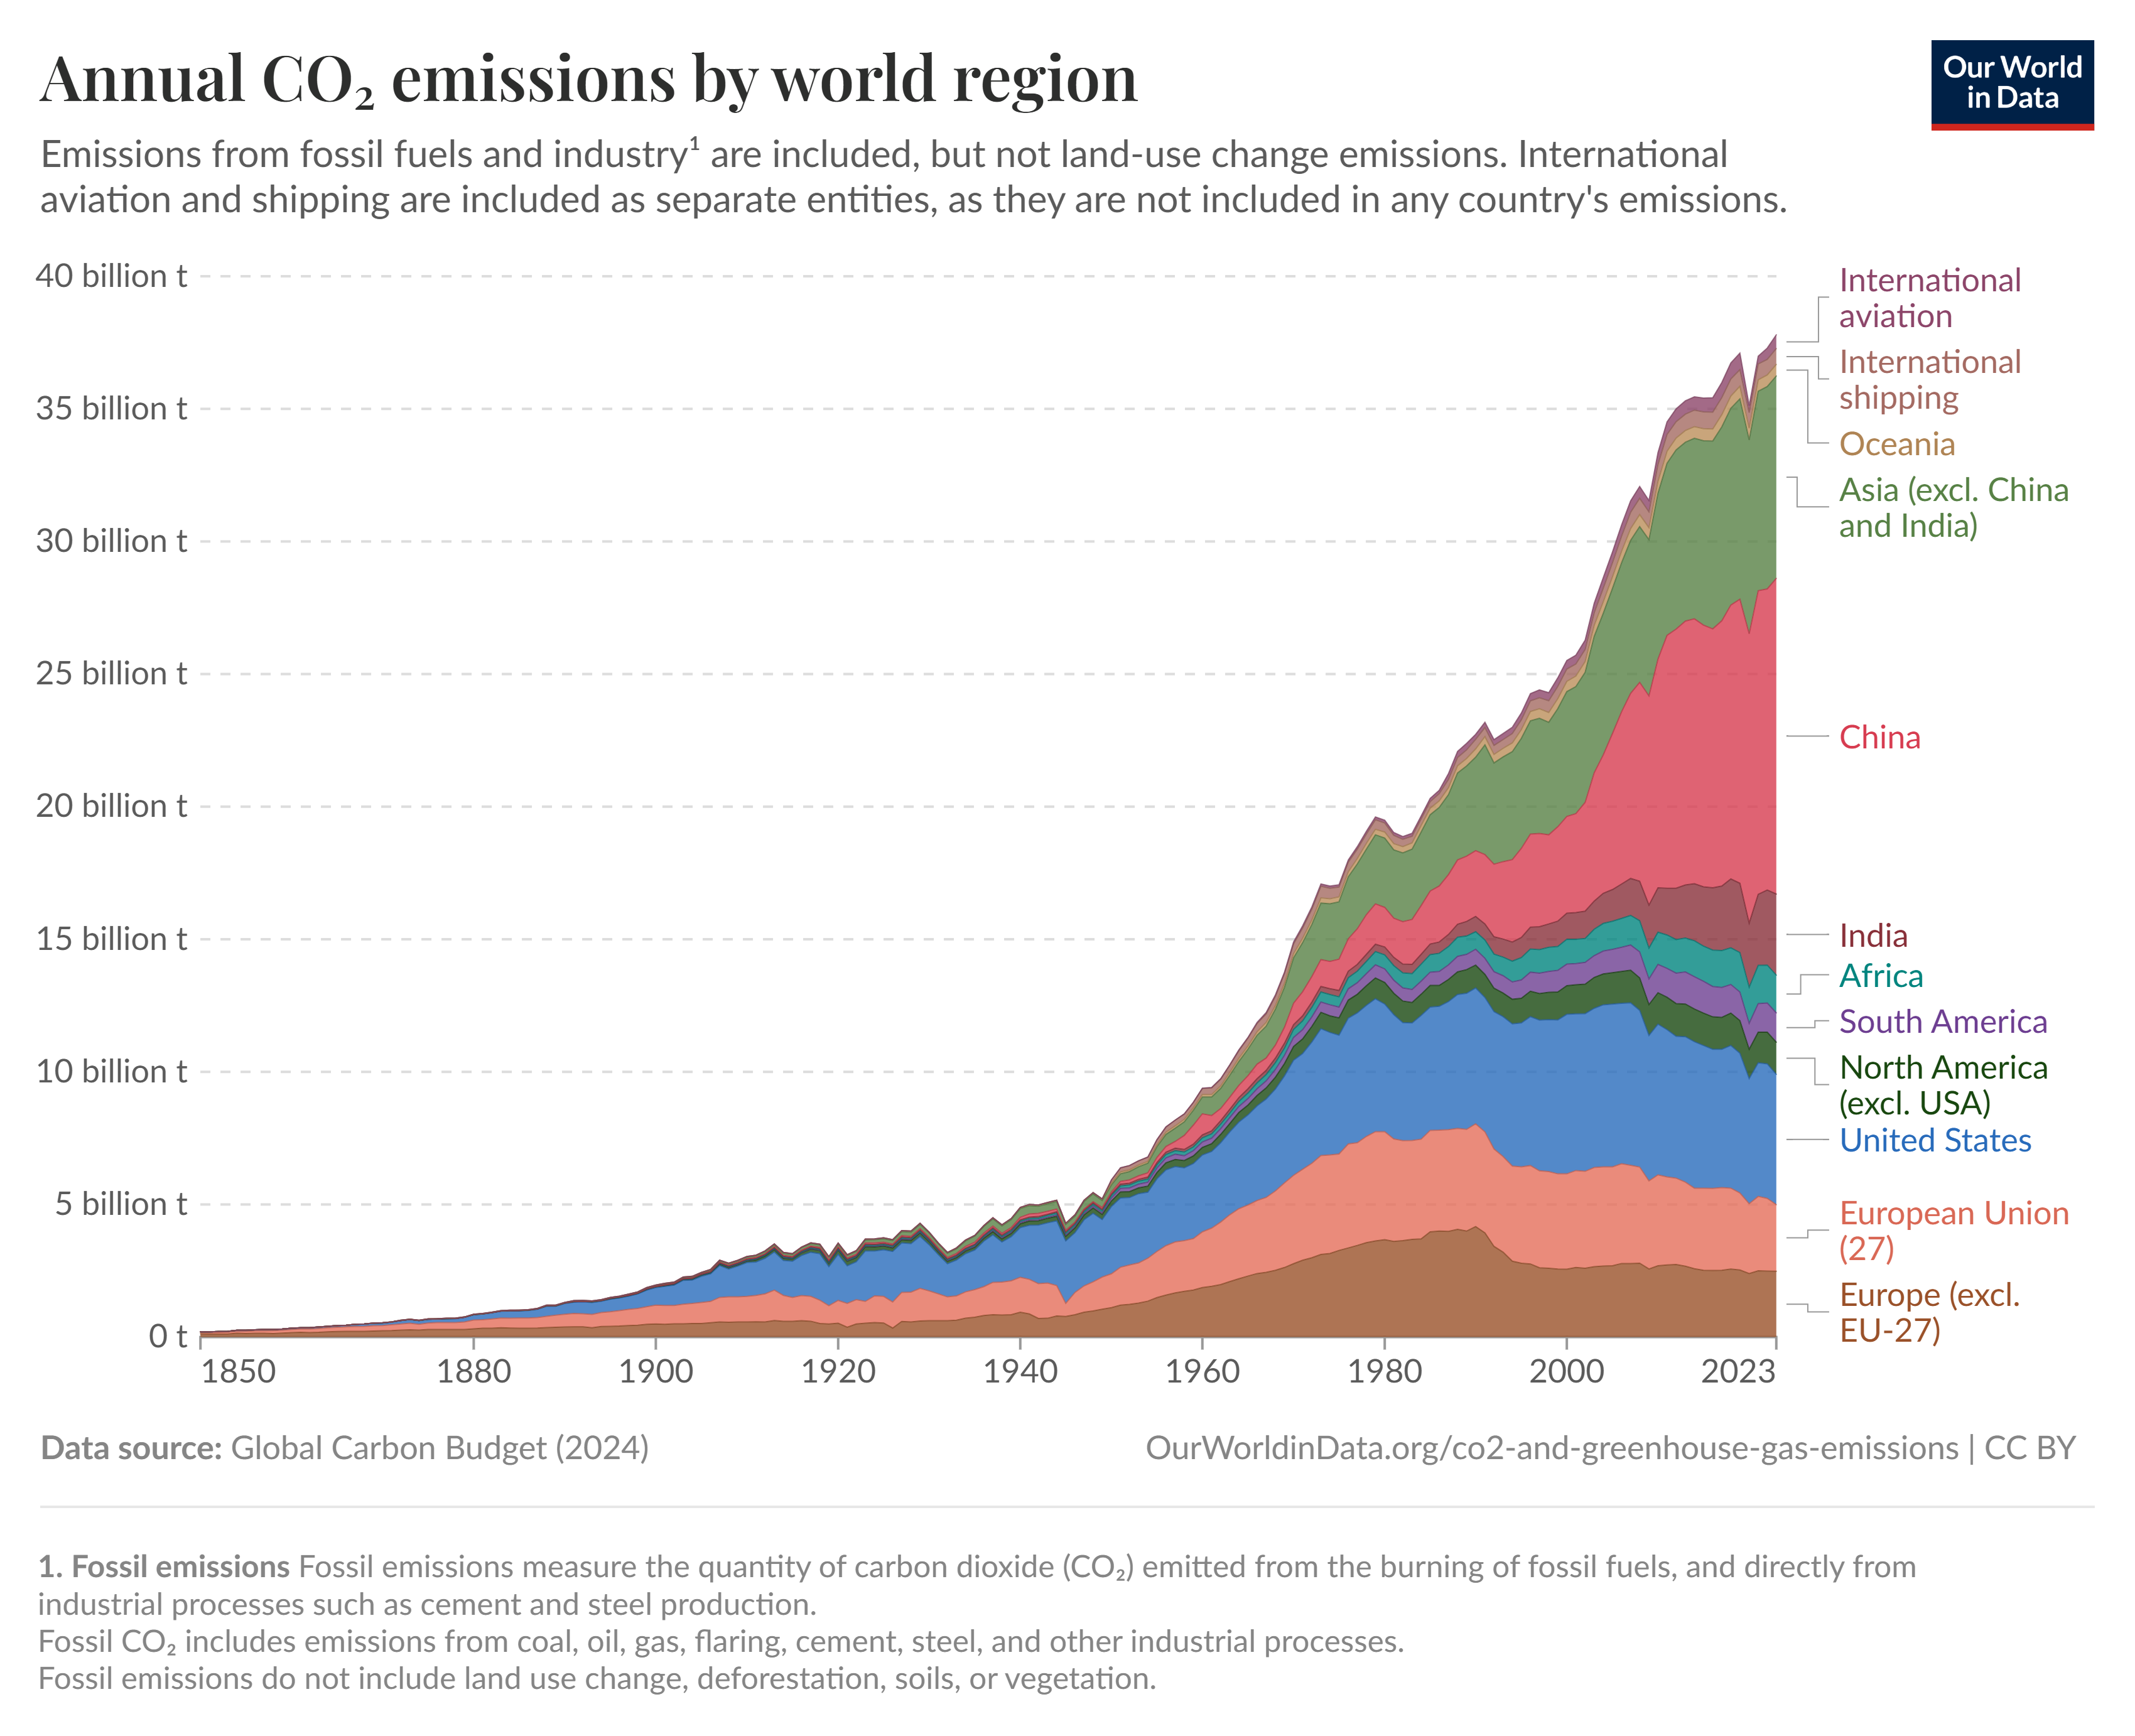 Annual CO₂ emissions by world region
Our World
in Data
Emissions from fossil fuels and industry¹ are included, but not land-use change emissions. International
aviation and shipping are included as separate entities, as they are not included in any country's emissions.
40 billion t
35 billion t
30 billion t
25 billion t
20 billion t
15 billion t
10 billion t
5 billion t
0 t
International
aviation
International
shipping
Oceania
Asia (excl. China
and India)
China
India
Africa
South America
North America
(excl. USA)
United States
European Union
(27)
Europe (excl.
EU-27)
1850
1880
1900
1920
1940
1960
1980
2000
2023
Data source: Global Carbon Budget (2024)
OurWorldinData.org/co2-and-greenhouse-gas-emissions | CC BY
1. Fossil emissions Fossil emissions measure the quantity of carbon dioxide (CO₂) emitted from the burning of fossil fuels, and directly from
industrial processes such as cement and steel production.
Fossil CO₂ includes emissions from coal, oil, gas, flaring, cement, steel, and other industrial processes.
Fossil emissions do not include land use change, deforestation, soils, or vegetation.